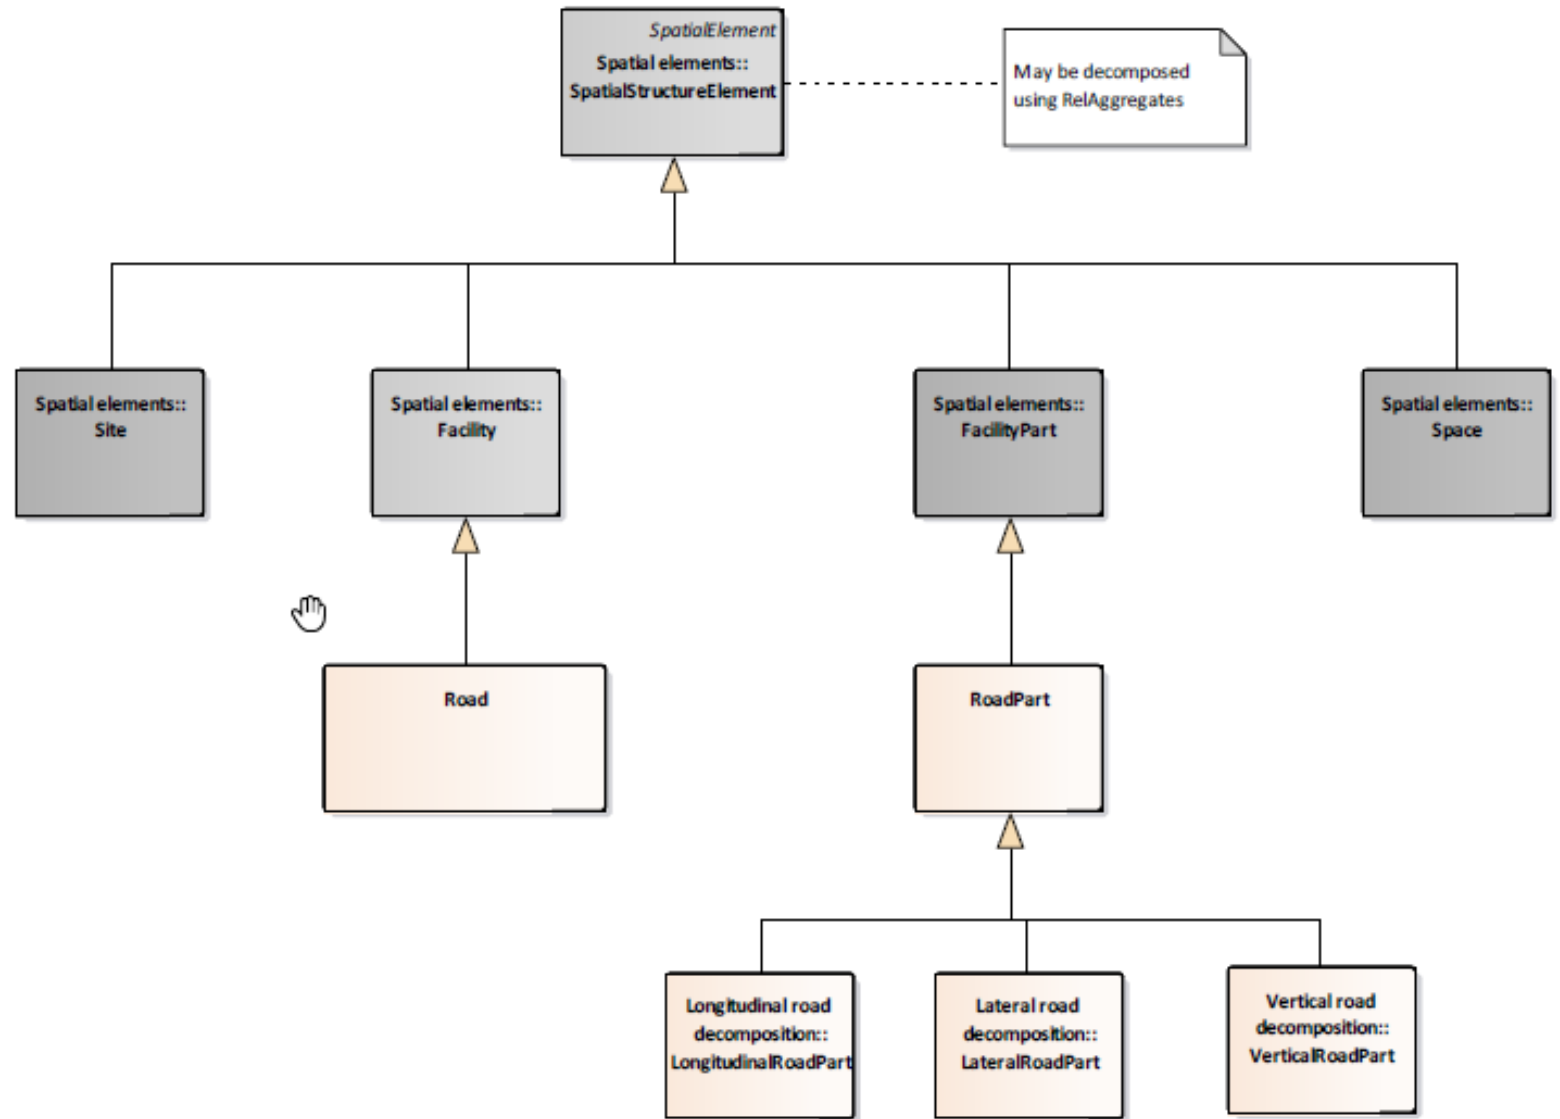 SpatialElement
Spatial elements::
SpatialStructureElement
May be decomposed
using RelAggregates
Spatial elements::
Site
Spatial elements::
Facility
Spatial elements::
FacilityPart
Spatial elements::
Space
Road
RoadPart
Longitudinal road
decomposition::
LongitudinalRoadPart
Lateral road
decomposition::
LateralRoadPart
Vertical road
decomposition::
VerticalRoadPart